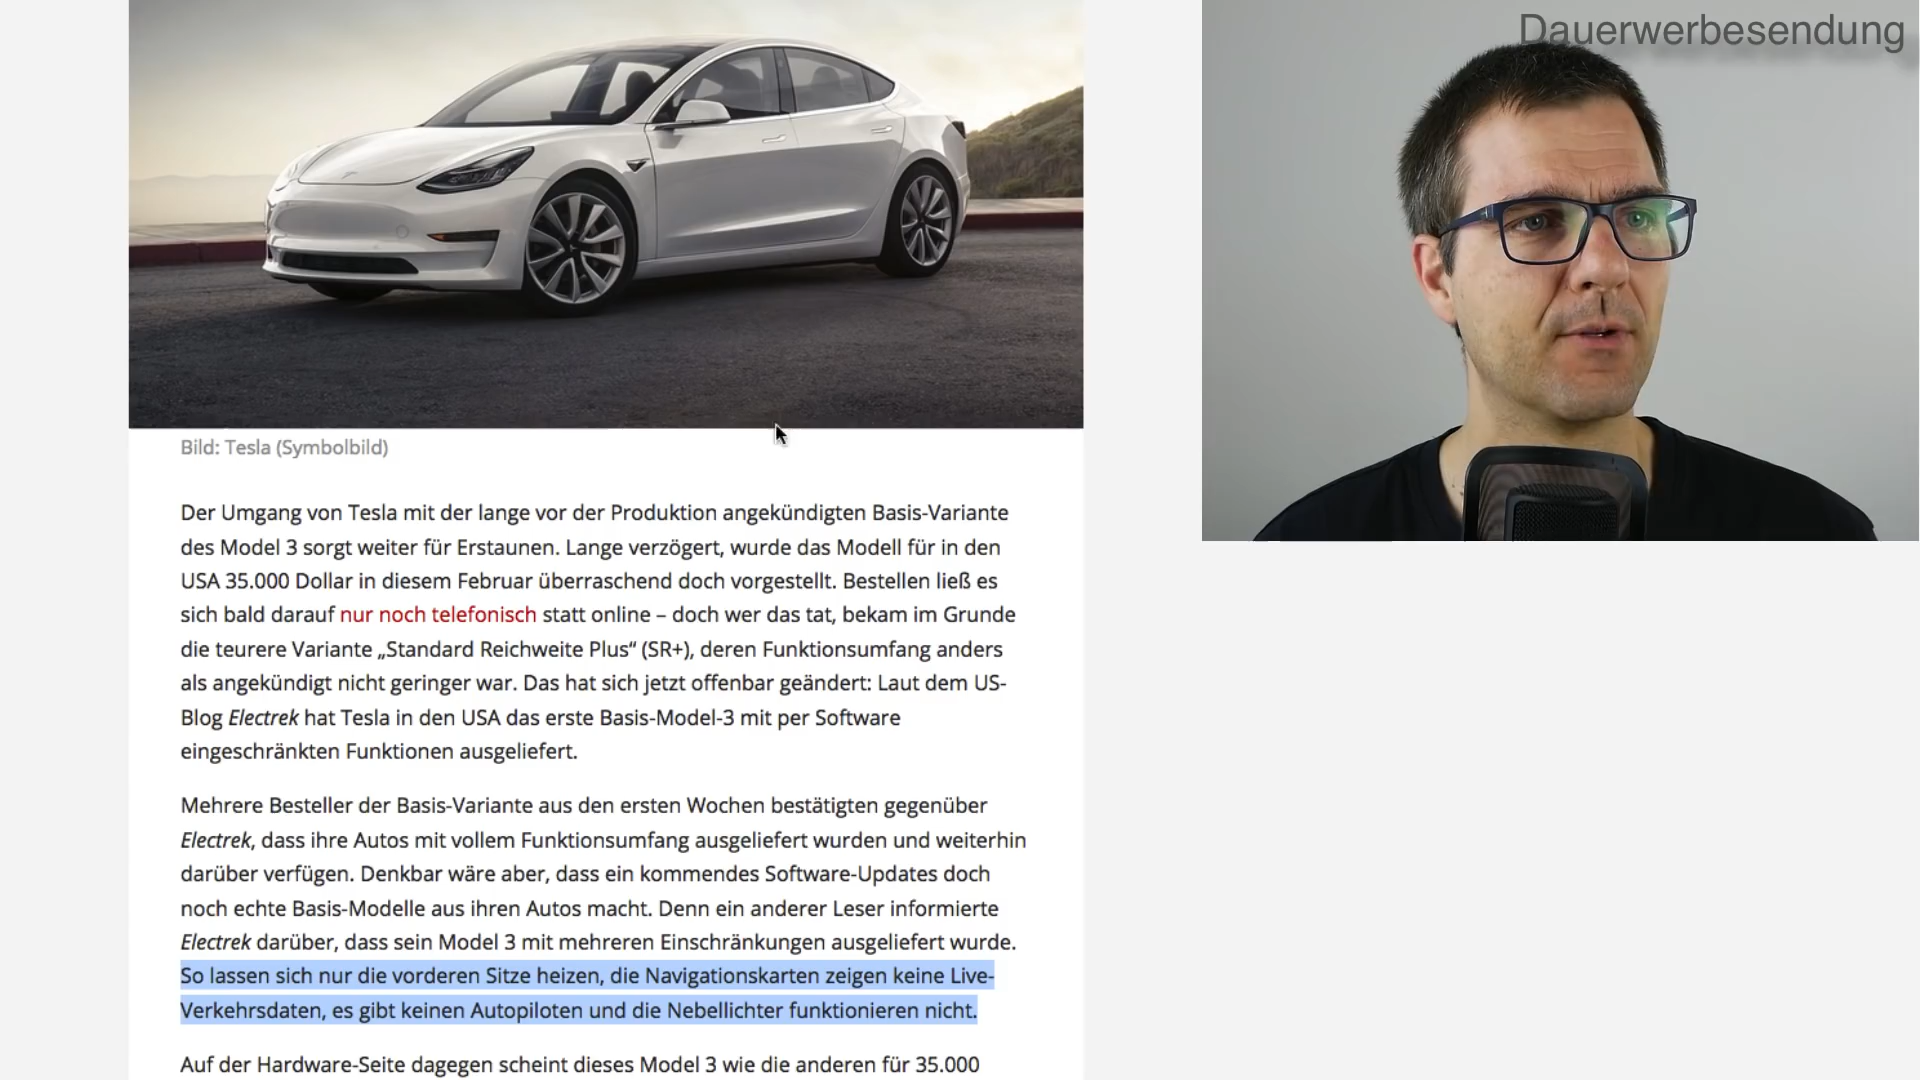 Dauerwerbesendung
Bild: Tesla (Symbolbild)
Der Umgang von Tesla mit der lange vor der Produktion angekündigten Basis-Variante
des Model 3 sorgt weiter für Erstaunen. Lange verzögert, wurde das Modell für in den
USA 35.000 Dollar in diesem Februar überraschend doch vorgestellt. Bestellen ließ es
sich bald darauf nur noch telefonisch statt online – doch wer das tat, bekam im Grunde
die teurere Variante „Standard Reichweite Plus“ (SR+), deren Funktionsumfang anders
als angekündigt nicht geringer war. Das hat sich jetzt offenbar geändert: Laut dem US-
Blog Electrek hat Tesla in den USA das erste Basis-Model-3 mit per Software
eingeschränkten Funktionen ausgeliefert.
Mehrere Besteller der Basis-Variante aus den ersten Wochen bestätigten gegenüber
Electrek, dass ihre Autos mit vollem Funktionsumfang ausgeliefert wurden und weiterhin
darüber verfügen. Denkbar wäre aber, dass ein kommendes Software-Updates doch
noch echte Basis-Modelle aus ihren Autos macht. Denn ein anderer Leser informierte
Electrek darüber, dass sein Model 3 mit mehreren Einschränkungen ausgeliefert wurde.
So lassen sich nur die vorderen Sitze heizen, die Navigationskarten zeigen keine Live-
Verkehrsdaten, es gibt keinen Autopiloten und die Nebellichter funktionieren nicht.
Auf der Hardware-Seite dagegen scheint dieses Model 3 wie die anderen für 35.000